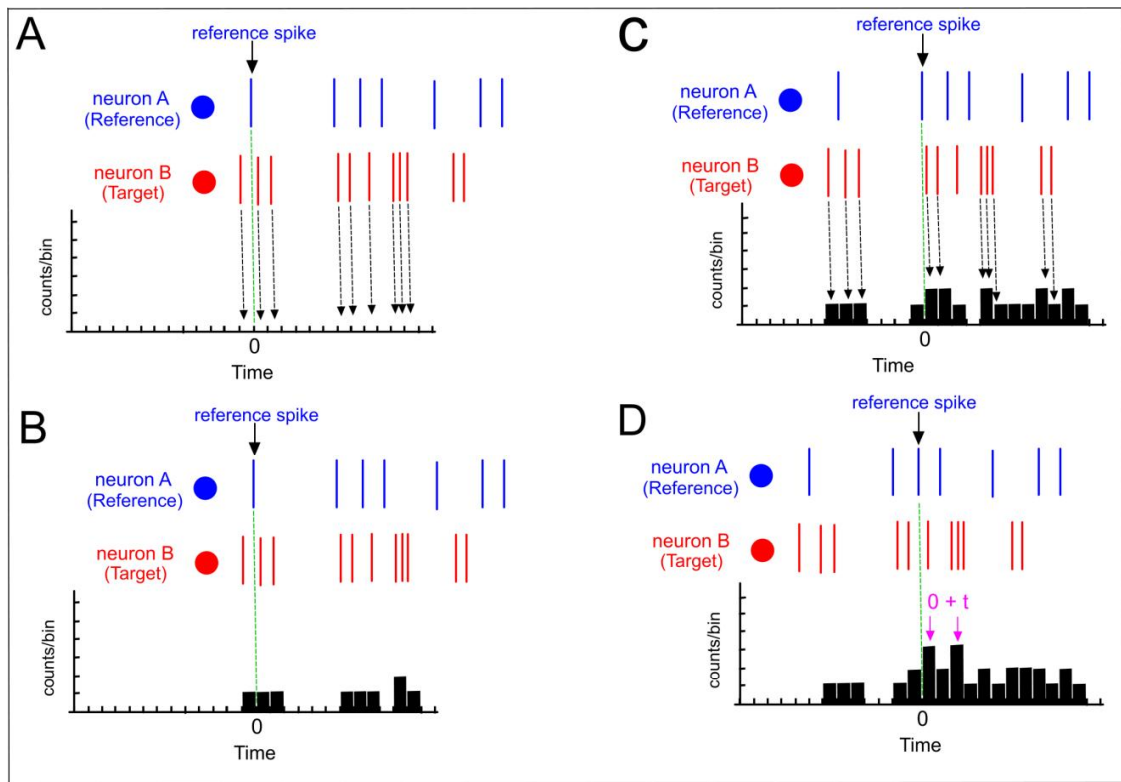 A
reference spike
neuron A
(Reference)
neuron B
(Target)
counts/bin
0
Time
B
reference spike
neuron A
(Reference)
neuron B
(Target)
counts/bin
0
Time
C
reference spike
neuron A
(Reference)
neuron B
(Target)
counts/bin
0
Time
D
reference spike
neuron A
(Reference)
neuron B
(Target)
0 + t
counts/bin
0
Time